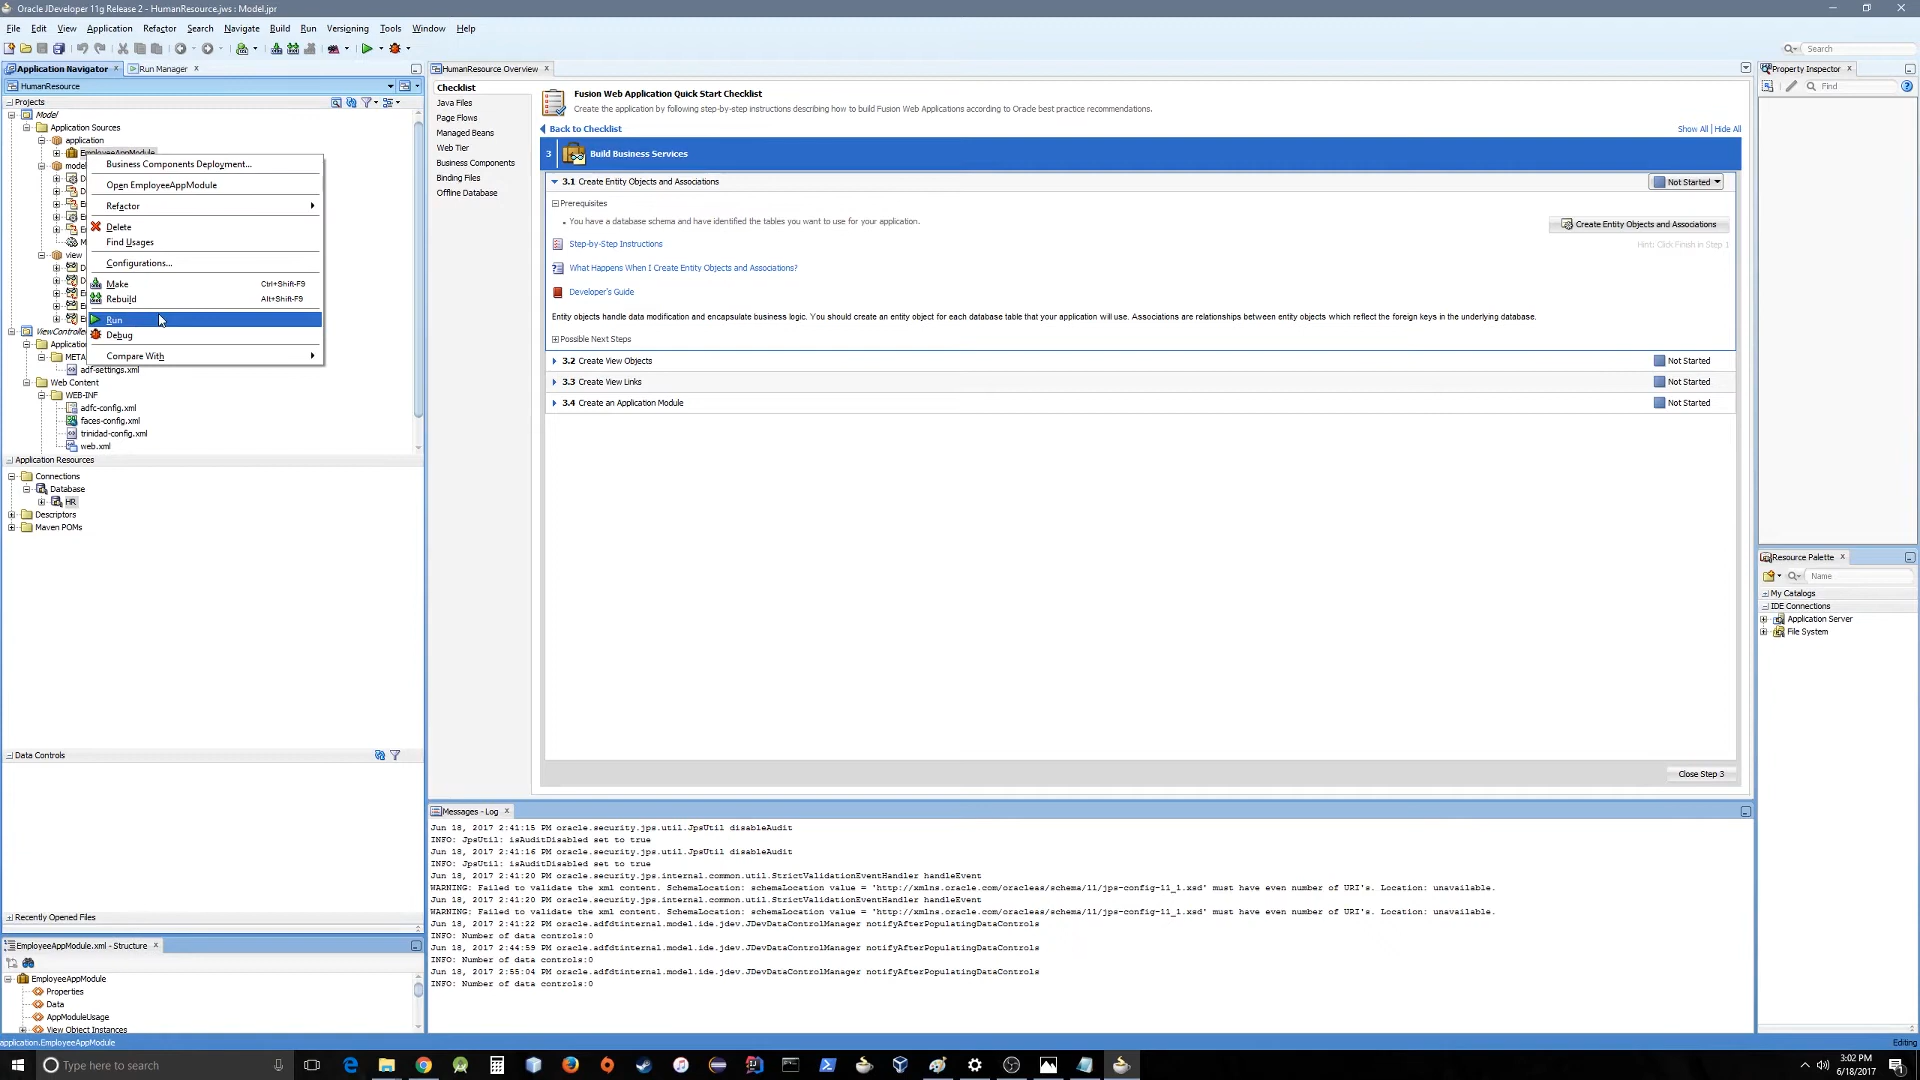 Oracle JDeveloper 11g Release 2 - HumanResource.jws : Model.jpr
File Edit View Application Refactor Search Navigate Build Run Versioning Tools Window Help
Search
Application Navigator
Run Manager
HumanResource
Projects
Model
Application Sources
application
EmployeeAppModule
model
view
ViewController
Application
META
adf-settings.xml
Web Content
WEB-INF
adfc-config.xml
faces-config.xml
trinidad-config.xml
web.xml
Business Components Deployment...
Open EmployeeAppModule
Refactor
Delete
Find Usages
Configurations...
Make Ctrl+Shift-F9
Rebuild Alt+Shift-F9
Run
Debug
Compare With
Application Resources
Connections
Database
HR
Descriptors
Maven POMs
Data Controls
Recently Opened Files
EmployeeAppModule.xml - Structure
EmployeeAppModule
Properties
Data
AppModuleUsage
View Object Instances
application.EmployeeAppModule
HumanResource Overview
Checklist
Java Files
Page Flows
Managed Beans
Web Tier
Business Components
Binding Files
Offline Database
Fusion Web Application Quick Start Checklist
Create the application by following step-by-step instructions describing how to build Fusion Web Applications according to Oracle best practice recommendations.
Back to Checklist
Show All | Hide All
3 Build Business Services
3.1 Create Entity Objects and Associations Not Started
Prerequisites
You have a database schema and have identified the tables you want to use for your application.
Create Entity Objects and Associations
Step-by-Step Instructions
Hint: Click Finish in Step 1
What Happens When I Create Entity Objects and Associations?
Developer's Guide
Entity objects handle data modification and encapsulate business logic. You should create an entity object for each database table that your application will use. Associations are relationships between entity objects which reflect the foreign keys in the underlying database.
Possible Next Steps
3.2 Create View Objects Not Started
3.3 Create View Links Not Started
3.4 Create an Application Module Not Started
Close Step 3
Messages - Log
Jun 18, 2017 2:41:15 PM oracle.security.jps.util.JpsUtil disableAudit
INFO: JpsUtil: isAuditDisabled set to true
Jun 18, 2017 2:41:16 PM oracle.security.jps.util.JpsUtil disableAudit
INFO: JpsUtil: isAuditDisabled set to true
Jun 18, 2017 2:41:20 PM oracle.security.jps.internal.common.util.StrictValidationEventHandler handleEvent
WARNING: Failed to validate the xml content. SchemaLocation: schemaLocation value = 'http://xmlns.oracle.com/oracleas/schema/11/jps-config-11_1.xsd' must have even number of URI's. Location: unavailable.
Jun 18, 2017 2:41:20 PM oracle.security.jps.internal.common.util.StrictValidationEventHandler handleEvent
WARNING: Failed to validate the xml content. SchemaLocation: schemaLocation value = 'http://xmlns.oracle.com/oracleas/schema/11/jps-config-11_1.xsd' must have even number of URI's. Location: unavailable.
Jun 18, 2017 2:41:22 PM oracle.adfdtinternal.model.ide.jdev.JDevDataControlManager notifyAfterPopulatingDataControls
INFO: Number of data controls:0
Jun 18, 2017 2:44:59 PM oracle.adfdtinternal.model.ide.jdev.JDevDataControlManager notifyAfterPopulatingDataControls
INFO: Number of data controls:0
Jun 18, 2017 2:55:04 PM oracle.adfdtinternal.model.ide.jdev.JDevDataControlManager notifyAfterPopulatingDataControls
INFO: Number of data controls:0
Property Inspector
Find
Resource Palette
Name
My Catalogs
IDE Connections
Application Server
File System
Editing
Type here to search
3:02 PM
6/18/2017